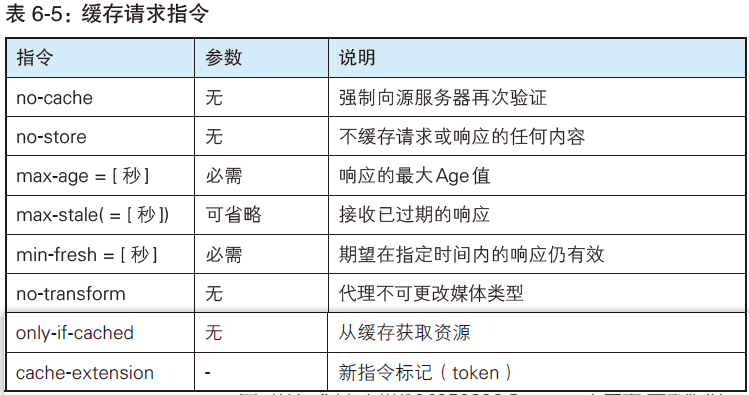 表 6-5：缓存请求指令
指令 参数 说明
no-cache 无 强制向源服务器再次验证
no-store 无 不缓存请求或响应的任何内容
max-age = [ 秒 ] 必需 响应的最大Age值
max-stale( = [ 秒 ]) 可省略 接收已过期的响应
min-fresh = [ 秒 ] 必需 期望在指定时间内的响应仍有效
no-transform 无 代理不可更改媒体类型
only-if-cached 无 从缓存获取资源
cache-extension - 新指令标记（token）